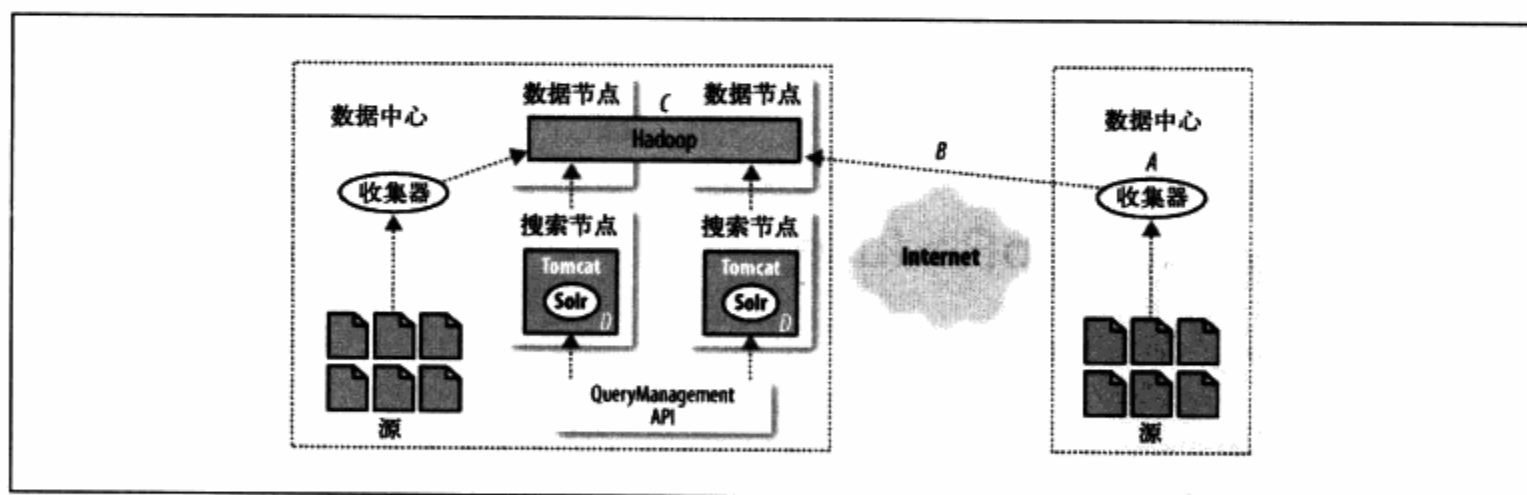 数据中心
数据节点
C
数据节点
Hadoop
收集器
搜索节点
搜索节点
Tomcat
Solr
D
Tomcat
Solr
D
QueryManagement
API
源
B
Internet
数据中心
A
收集器
源